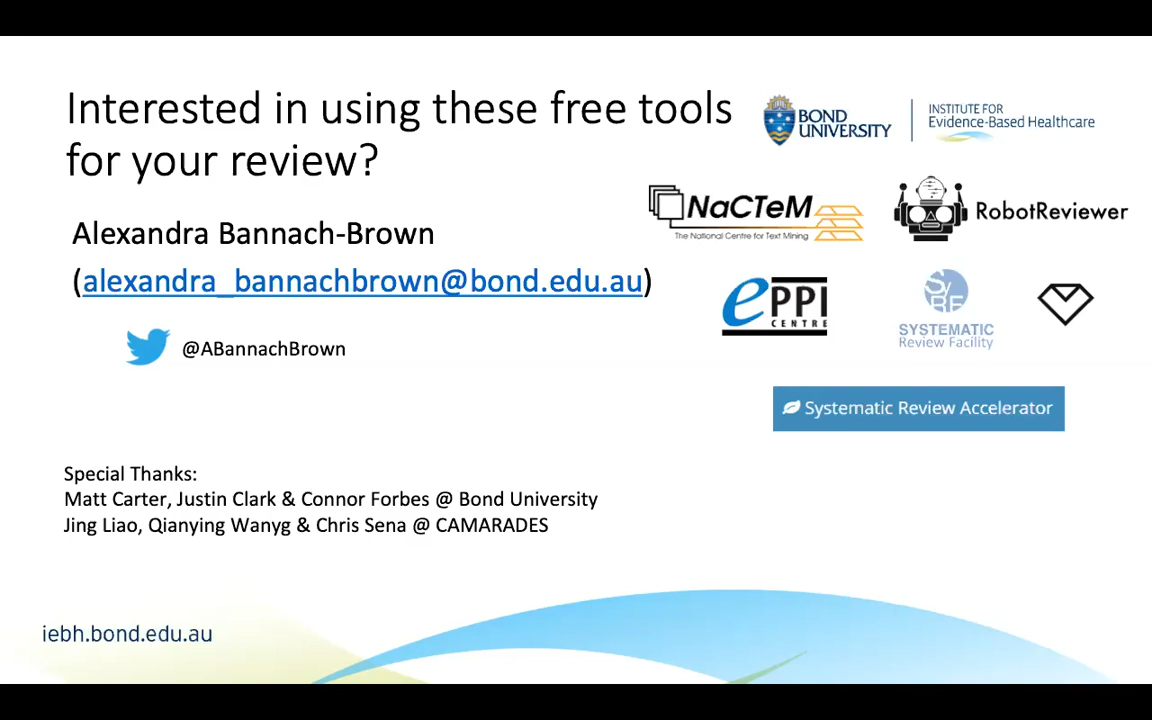 Interested in using these free tools
for your review?
Alexandra Bannach-Brown
(alexandra_bannachbrown@bond.edu.au)
@ABannachBrown
BOND
UNIVERSITY
INSTITUTE FOR
Evidence-Based Healthcare
NaCTeM
The National Centre for Text Mining
RobotReviewer
ePPI
CENTRE
SyRF
SYSTEMATIC
Review Facility
Systematic Review Accelerator
Special Thanks:
Matt Carter, Justin Clark & Connor Forbes @ Bond University
Jing Liao, Qianying Wanyg & Chris Sena @ CAMARADES
iebh.bond.edu.au